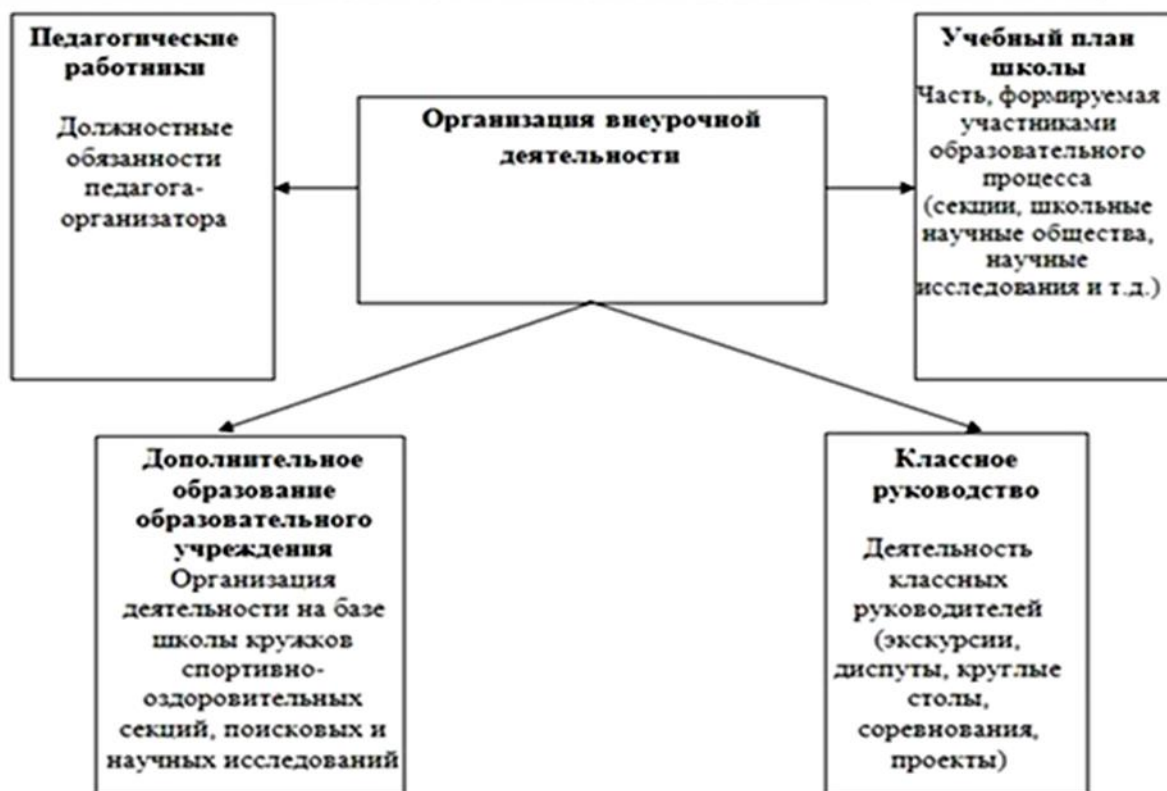 Педагогические
работники
Должностные
обязанности
педагога-
организатора
Организация внеурочной
деятельности
Учебный план
школы
Часть, формируемая
участниками
образовательного
процесса
(секции, школьные
научные общества,
научные
исследования и т.д.)
Дополнительное
образование
образовательного
учреждения
Организация
деятельности на базе
школы кружков
спортивно-
оздоровительных
секций, поисковых и
научных исследований
Классное
руководство
Деятельность
классных
руководителей
(экскурсии,
диспуты, круглые
столы,
соревнования,
проекты)